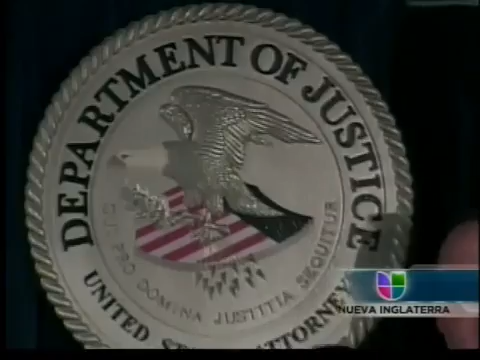 DEPARTMENT OF JUSTICE
QUI PRO DOMINA JUSTITIA SEQUITUR
UNITED ATTORNEY
NUEVA INGLATERRA